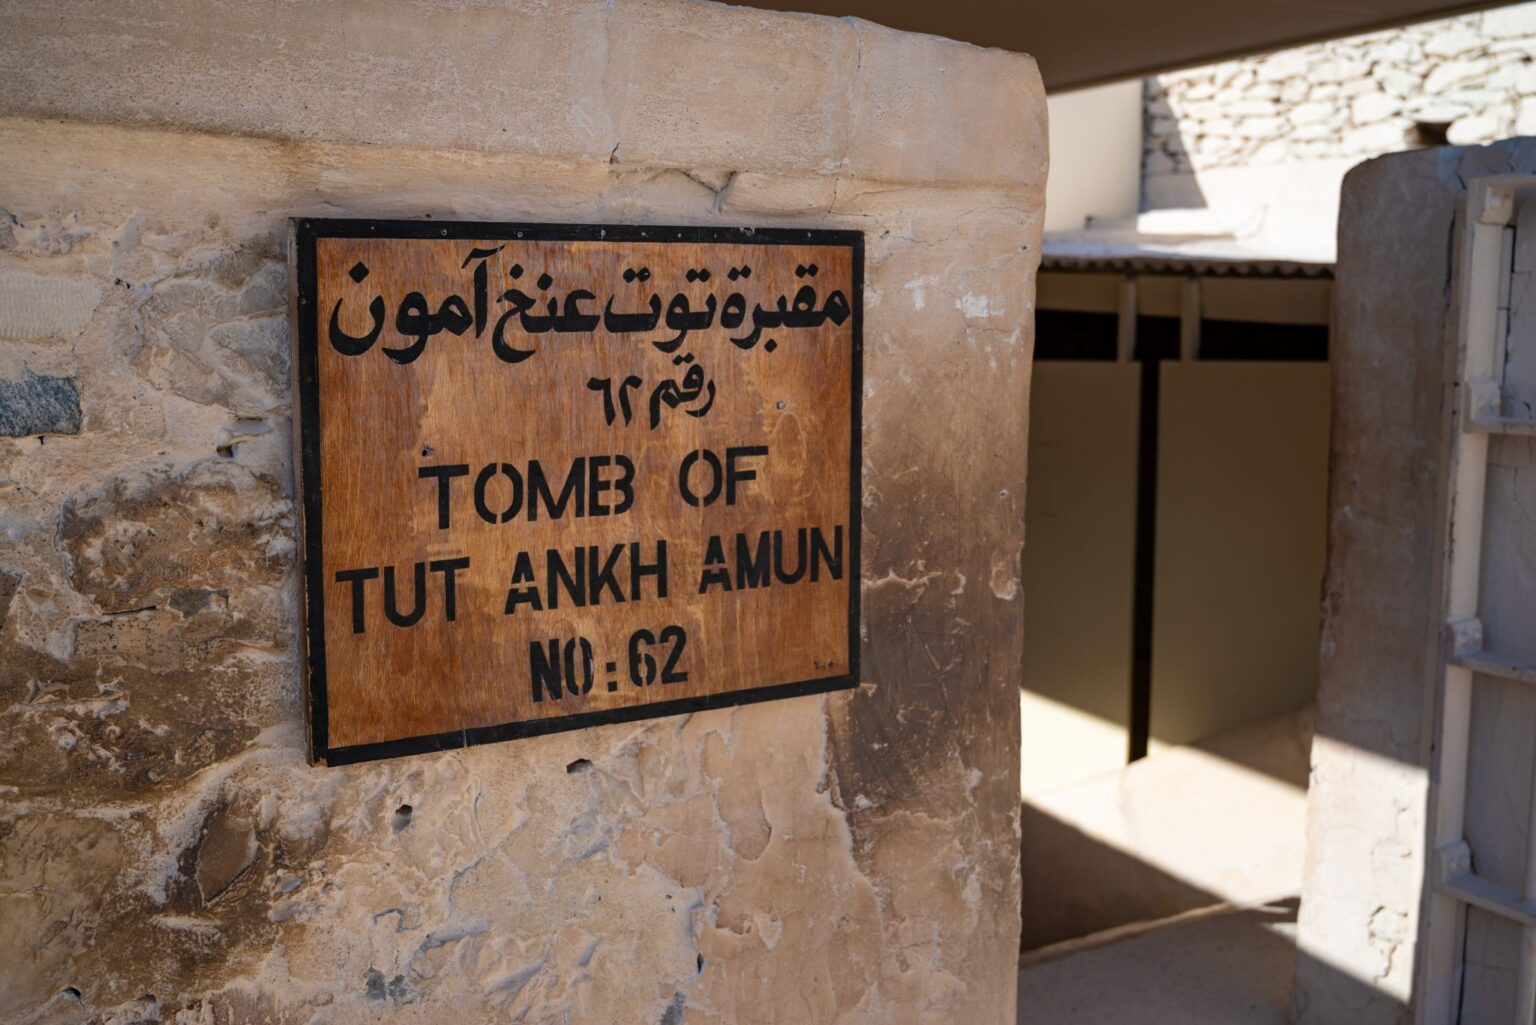 مقبرة توت عنخ آمون
رقم ٦٢
TOMB OF
TUT ANKH AMUN
NO: 62